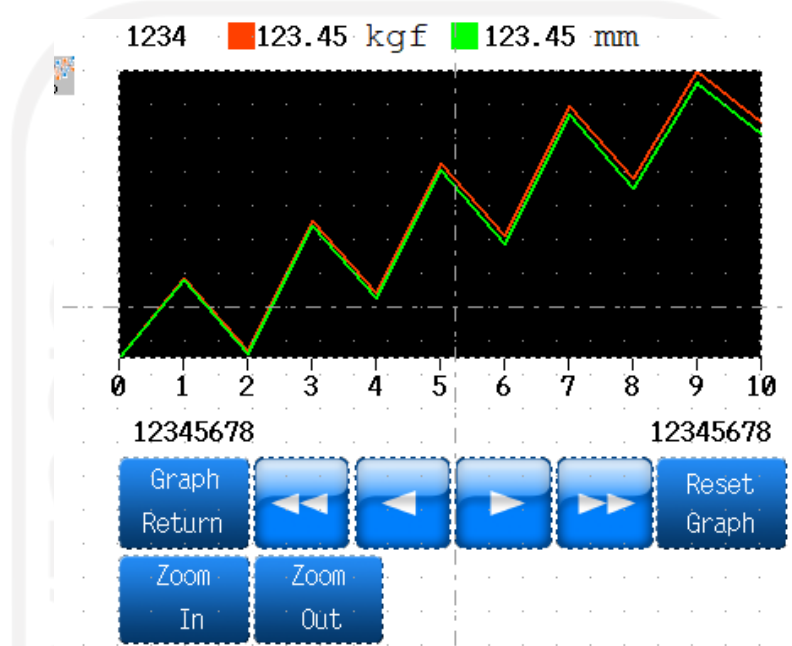 1234 123.45 kgf 123.45 mm
0 1 2 3 4 5 6 7 8 9 10
12345678 12345678
Graph Return
Reset Graph
Zoom In
Zoom Out